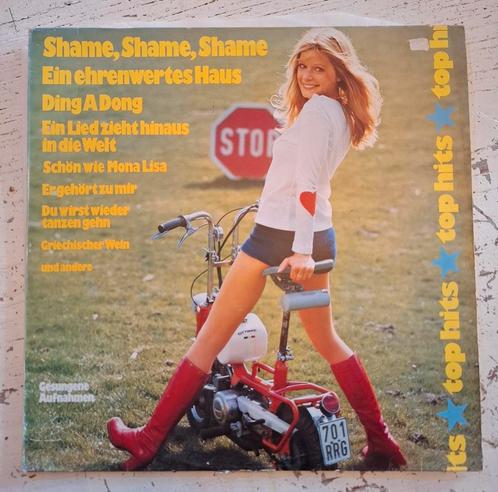 Shame, Shame, Shame
Ein ehrenwertes Haus
Ding A Dong
Ein Lied zieht hinaus
in die Welt
Schön wie Mona Lisa
Er gehört zu mir
Du wirst wieder
tanzen gehn
Griechischer Wein
und andere
Gesungene
Aufnahmen
STOP
701
RRG
its top hits top hits top hi